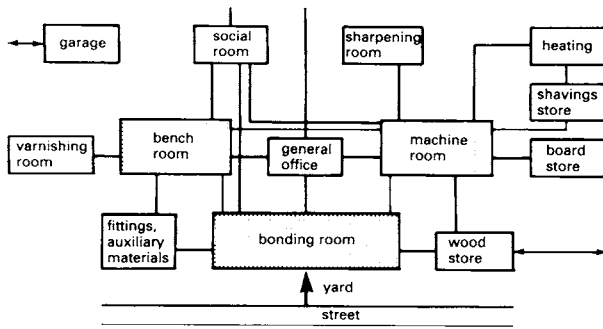 garage
social
room
sharpening
room
heating
shavings
store
varnishing
room
bench
room
general
office
machine
room
board
store
fittings,
auxiliary
materials
bonding room
wood
store
yard
street